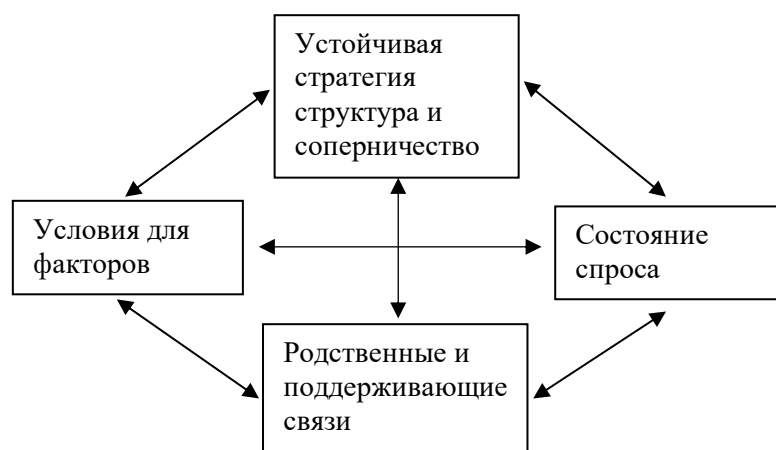 Устойчивая
стратегия
структура и
соперничество
Условия для
факторов
Состояние
спроса
Родственные и
поддерживающие
связи